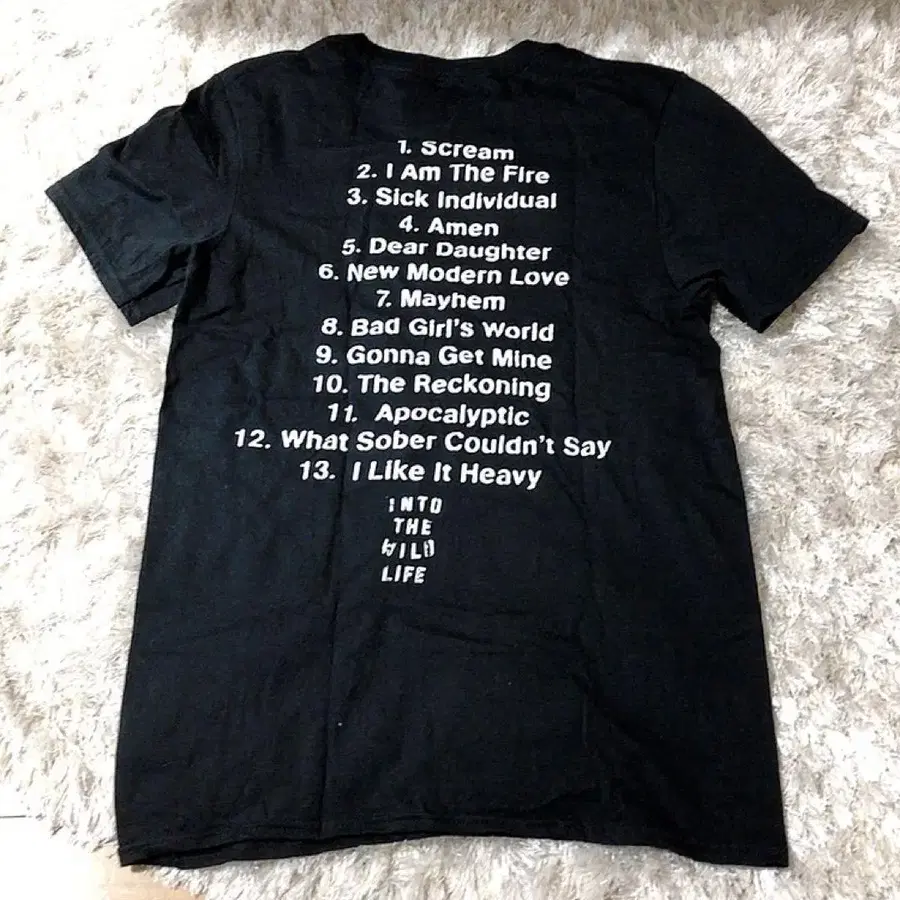 1. Scream
2. I Am The Fire
3. Sick Individual
4. Amen
5. Dear Daughter
6. New Modern Love
7. Mayhem
8. Bad Girl's World
9. Gonna Get Mine
10. The Reckoning
11. Apocalyptic
12. What Sober Couldn't Say
13. I Like It Heavy
INTO
THE
WILD
LIFE